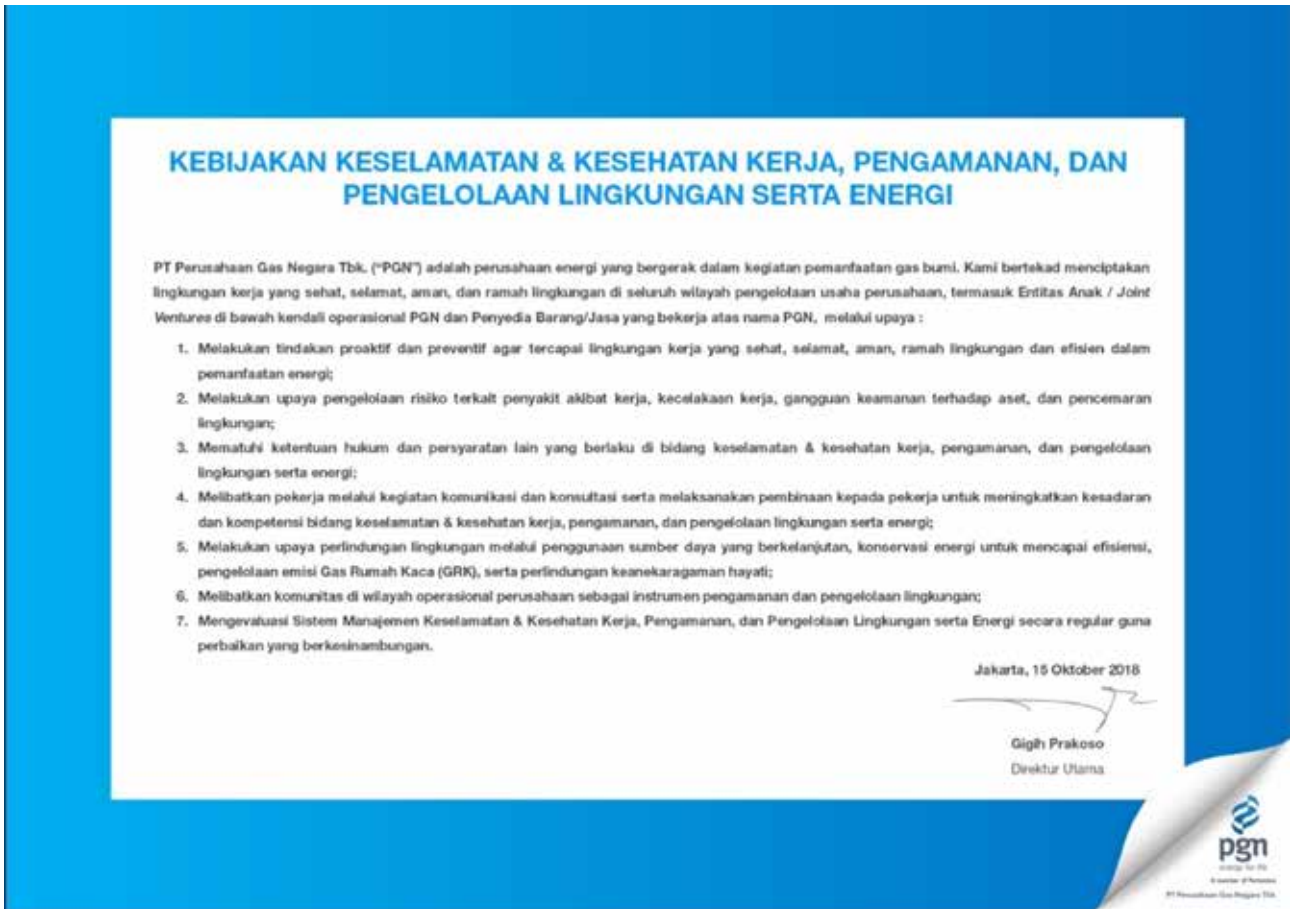 KEBIJAKAN KESELAMATAN & KESEHATAN KERJA, PENGAMANAN, DAN
PENGELOLAAN LINGKUNGAN SERTA ENERGI
PT Perusahaan Gas Negara Tbk. (“PGN”) adalah perusahaan energi yang bergerak dalam kegiatan pemanfaatan gas bumi. Kami bertekad menciptakan
lingkungan kerja yang sehat, selamat, aman, dan ramah lingkungan di seluruh wilayah pengelolaan usaha perusahaan, termasuk Entitas Anak / Joint
Ventures di bawah kendali operasional PGN dan Penyedia Barang/Jasa yang bekerja atas nama PGN, melalui upaya :
1. Melakukan tindakan proaktif dan preventif agar tercapai lingkungan kerja yang sehat, selamat, aman, ramah lingkungan dan efisien dalam
pemanfaatan energi;
2. Melakukan upaya pengelolaan risiko terkait penyakit akibat kerja, kecelakaan kerja, gangguan keamanan terhadap aset, dan pencemaran
lingkungan;
3. Mematuhi ketentuan hukum dan persyaratan lain yang berlaku di bidang keselamatan & kesehatan kerja, pengamanan, dan pengelolaan
lingkungan serta energi;
4. Melibatkan pekerja melalui kegiatan komunikasi dan konsultasi serta melaksanakan pembinaan kepada pekerja untuk meningkatkan kesadaran
dan kompetensi bidang keselamatan & kesehatan kerja, pengamanan, dan pengelolaan lingkungan serta energi;
5. Melakukan upaya perlindungan lingkungan melalui penggunaan sumber daya yang berkelanjutan, konservasi energi untuk mencapai efisiensi,
pengelolaan emisi Gas Rumah Kaca (GRK), serta perlindungan keanekaragaman hayati;
6. Melibatkan komunitas di wilayah operasional perusahaan sebagai instrumen pengamanan dan pengelolaan lingkungan;
7. Mengevaluasi Sistem Manajemen Keselamatan & Kesehatan Kerja, Pengamanan, dan Pengelolaan Lingkungan serta Energi secara regular guna
perbaikan yang berkesinambungan.
Jakarta, 15 Oktober 2018
Gigih Prakoso
Direktur Utama
pgn
energy for life
A member of Pertamina
PT Perusahaan Gas Negara Tbk